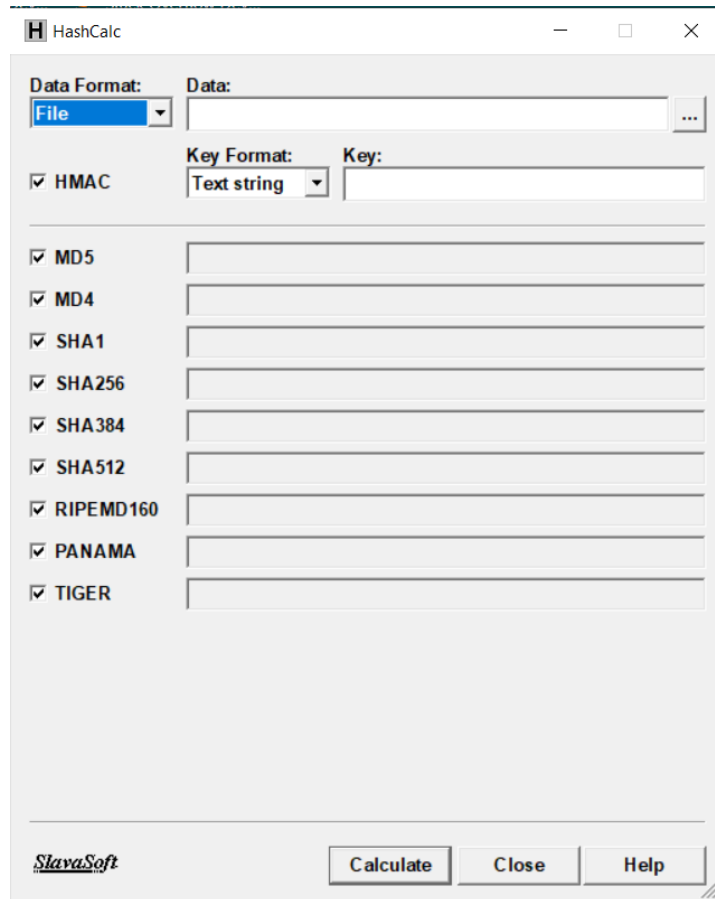 HashCalc
Data Format: Data:
File ...
Key Format: Key:
HMAC Text string
MD5
MD4
SHA1
SHA256
SHA384
SHA512
RIPEMD160
PANAMA
TIGER
SlavaSoft Calculate Close Help